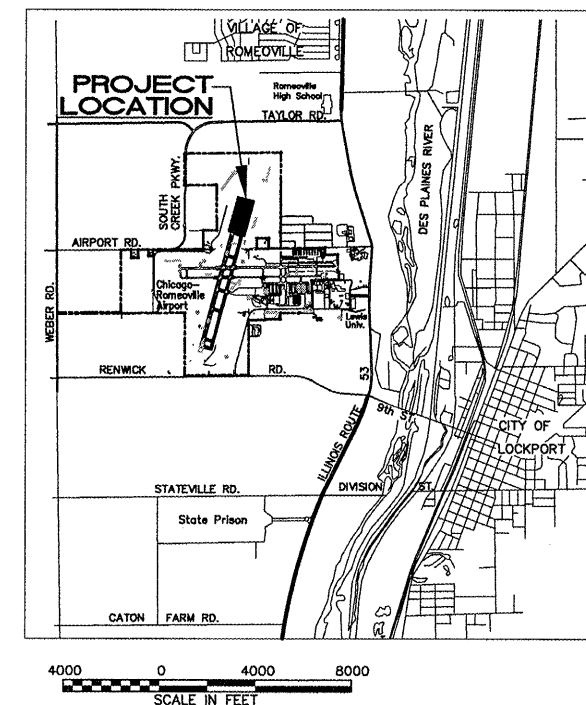 VILLAGE OF
ROMEOVILLE
PROJECT
LOCATION
Romeoville
High School
TAYLOR RD.
SOUTH
CREEK PKWY.
DES PLAINES RIVER
AIRPORT RD.
WEBER RD.
Chicago-
Romeoville
Airport
Lewis
Univ.
RENWICK RD.
53
9th ST.
ILLINOIS ROUTE
CITY OF
LOCKPORT
STATEVILLE RD.
DIVISION ST.
State Prison
CATON FARM RD.
4000 0 4000 8000
SCALE IN FEET